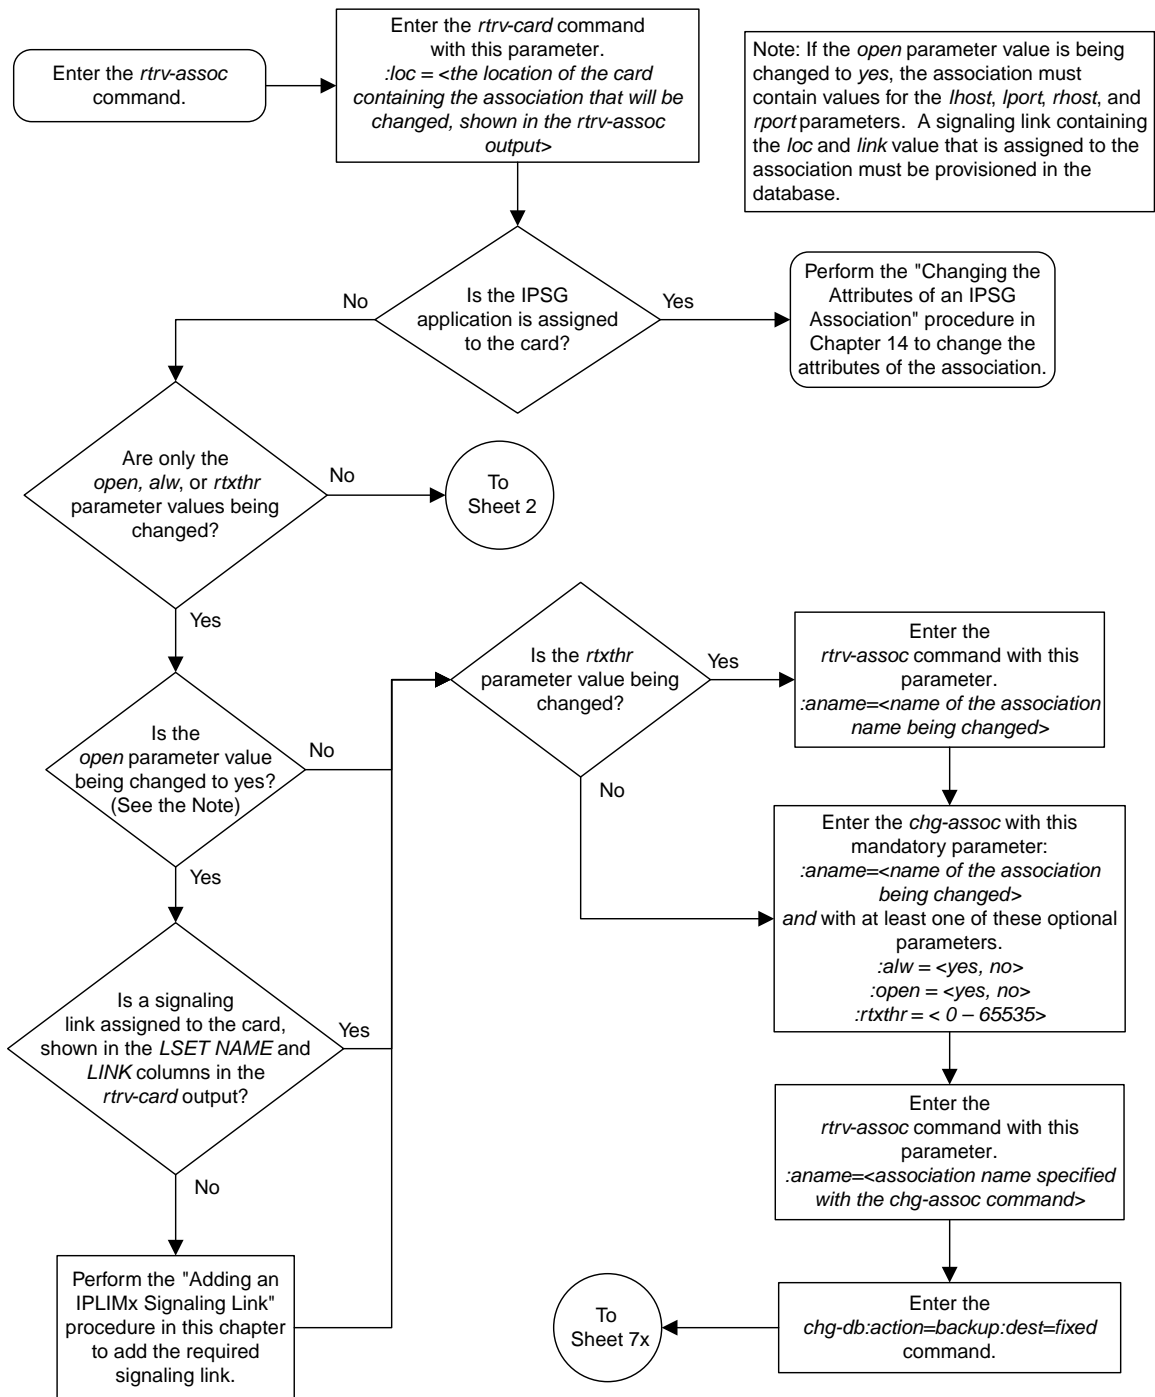 Enter the rtrv-assoc
command.
Enter the rtrv-card command
with this parameter.
:loc = <the location of the card
containing the association that will be
changed, shown in the rtrv-assoc
output>
Note: If the open parameter value is being
changed to yes, the association must
contain values for the lhost, lport, rhost, and
rport parameters.  A signaling link containing
the loc and link value that is assigned to the
association must be provisioned in the
database.
Is the IPSG
application is assigned
to the card?
No
Yes
Perform the "Changing the
Attributes of an IPSG
Association" procedure in
Chapter 14 to change the
attributes of the association.
Are only the
open, alw, or rtxthr
parameter values being
changed?
No
To
Sheet 2
Yes
Is the
open parameter value
being changed to yes?
(See the Note)
No
Yes
Is a signaling
link assigned to the card,
shown in the LSET NAME and
LINK columns in the
rtrv-card output?
Yes
No
Perform the "Adding an
IPLIMx Signaling Link"
procedure in this chapter
to add the required
signaling link.
Is the rtxthr
parameter value being
changed?
Yes
No
Enter the
rtrv-assoc command with this
parameter.
:aname=<name of the association
name being changed>
Enter the chg-assoc with this
mandatory parameter:
:aname=<name of the association
being changed>
and with at least one of these optional
parameters.
:alw = <yes, no>
:open = <yes, no>
:rtxthr = < 0 – 65535>
Enter the
rtrv-assoc command with this
parameter.
:aname=<association name specified
with the chg-assoc command>
Enter the
chg-db:action=backup:dest=fixed
command.
To
Sheet 7x